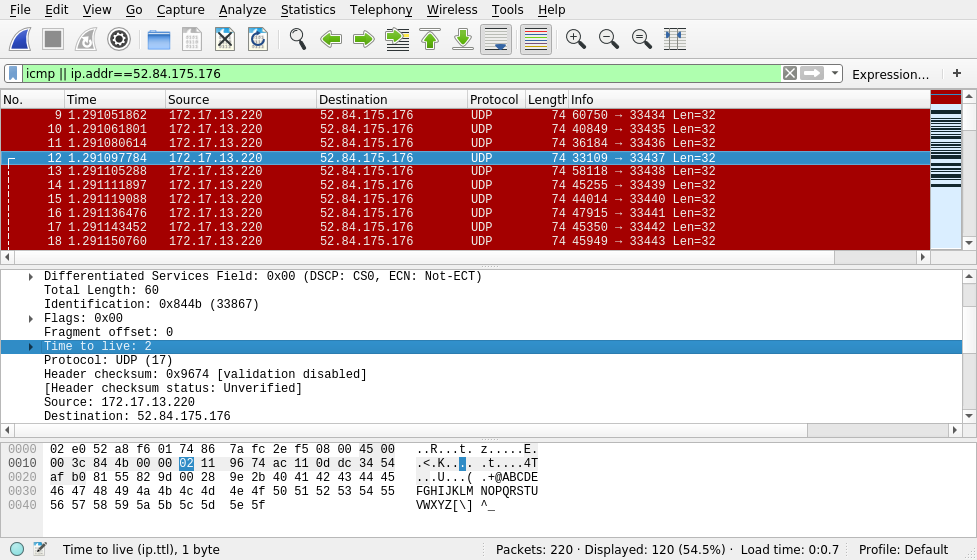 File Edit View Go Capture Analyze Statistics Telephony Wireless Tools Help
icmp || ip.addr==52.84.175.176 Expression… +
No. Time Source Destination Protocol Length Info
9 1.291051862 172.17.13.220 52.84.175.176 UDP 74 60750 → 33434 Len=32
10 1.291061801 172.17.13.220 52.84.175.176 UDP 74 40849 → 33435 Len=32
11 1.291080614 172.17.13.220 52.84.175.176 UDP 74 36184 → 33436 Len=32
12 1.291097784 172.17.13.220 52.84.175.176 UDP 74 33109 → 33437 Len=32
13 1.291105288 172.17.13.220 52.84.175.176 UDP 74 58118 → 33438 Len=32
14 1.291111897 172.17.13.220 52.84.175.176 UDP 74 45255 → 33439 Len=32
15 1.291119088 172.17.13.220 52.84.175.176 UDP 74 44014 → 33440 Len=32
16 1.291136476 172.17.13.220 52.84.175.176 UDP 74 47915 → 33441 Len=32
17 1.291143452 172.17.13.220 52.84.175.176 UDP 74 45350 → 33442 Len=32
18 1.291150760 172.17.13.220 52.84.175.176 UDP 74 45949 → 33443 Len=32
Differentiated Services Field: 0x00 (DSCP: CS0, ECN: Not-ECT)
Total Length: 60
Identification: 0x844b (33867)
Flags: 0x00
Fragment offset: 0
Time to live: 2
Protocol: UDP (17)
Header checksum: 0x9674 [validation disabled]
[Header checksum status: Unverified]
Source: 172.17.13.220
Destination: 52.84.175.176
0000 02 e0 52 a8 f6 01 74 86 7a fc 2e f5 08 00 45 00 ..R...t. z.....E.
0010 00 3c 84 4b 00 00 02 11 96 74 ac 11 0d dc 34 54 .<.K.... .t....4T
0020 af b0 81 55 82 9d 00 28 9e 2b 40 41 42 43 44 45 ...U...( .+@ABCDE
0030 46 47 48 49 4a 4b 4c 4d 4e 4f 50 51 52 53 54 55 FGHIJKLM NOPQRSTU
0040 56 57 58 59 5a 5b 5c 5d 5e 5f VWXYZ[\] ^_
Time to live (ip.ttl), 1 byte Packets: 220 · Displayed: 120 (54.5%) · Load time: 0:0.7 Profile: Default